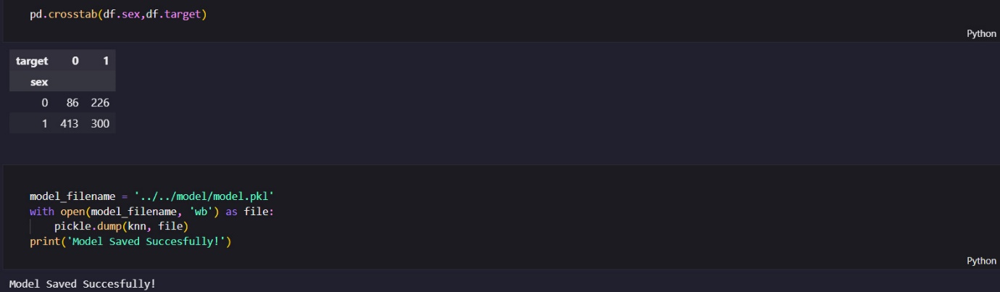 pd.crosstab(df.sex,df.target)
Python
target 0 1
sex
0 86 226
1 413 300
model_filename = '../../model/model.pkl'
with open(model_filename, 'wb') as file:
    pickle.dump(knn, file)
print('Model Saved Succesfully!')
Python
Model Saved Succesfully!